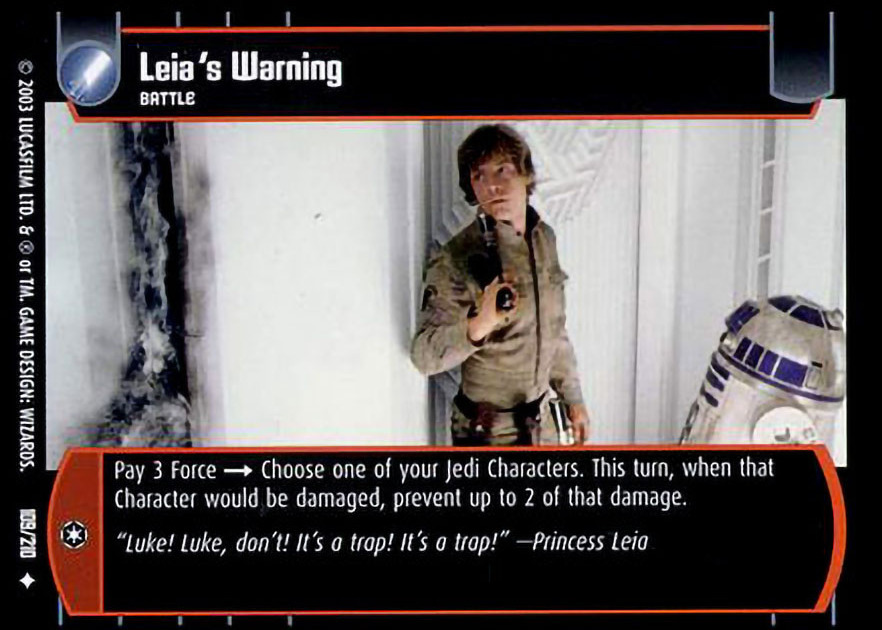 Leia's Warning
BATTLE
Pay 3 Force → Choose one of your Jedi Characters. This turn, when that
Character would be damaged, prevent up to 2 of that damage.
"Luke! Luke, don't! It's a trap! It's a trap!" —Princess Leia
© 2003 LUCASFILM LTD. & ® or TM. GAME DESIGN: WIZARDS. 109/210